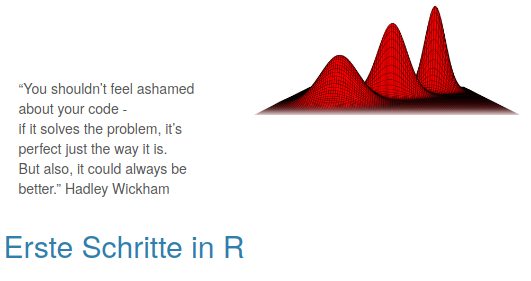 “You shouldn’t feel ashamed
about your code -
if it solves the problem, it’s
perfect just the way it is.
But also, it could always be
better.” Hadley Wickham
Erste Schritte in R